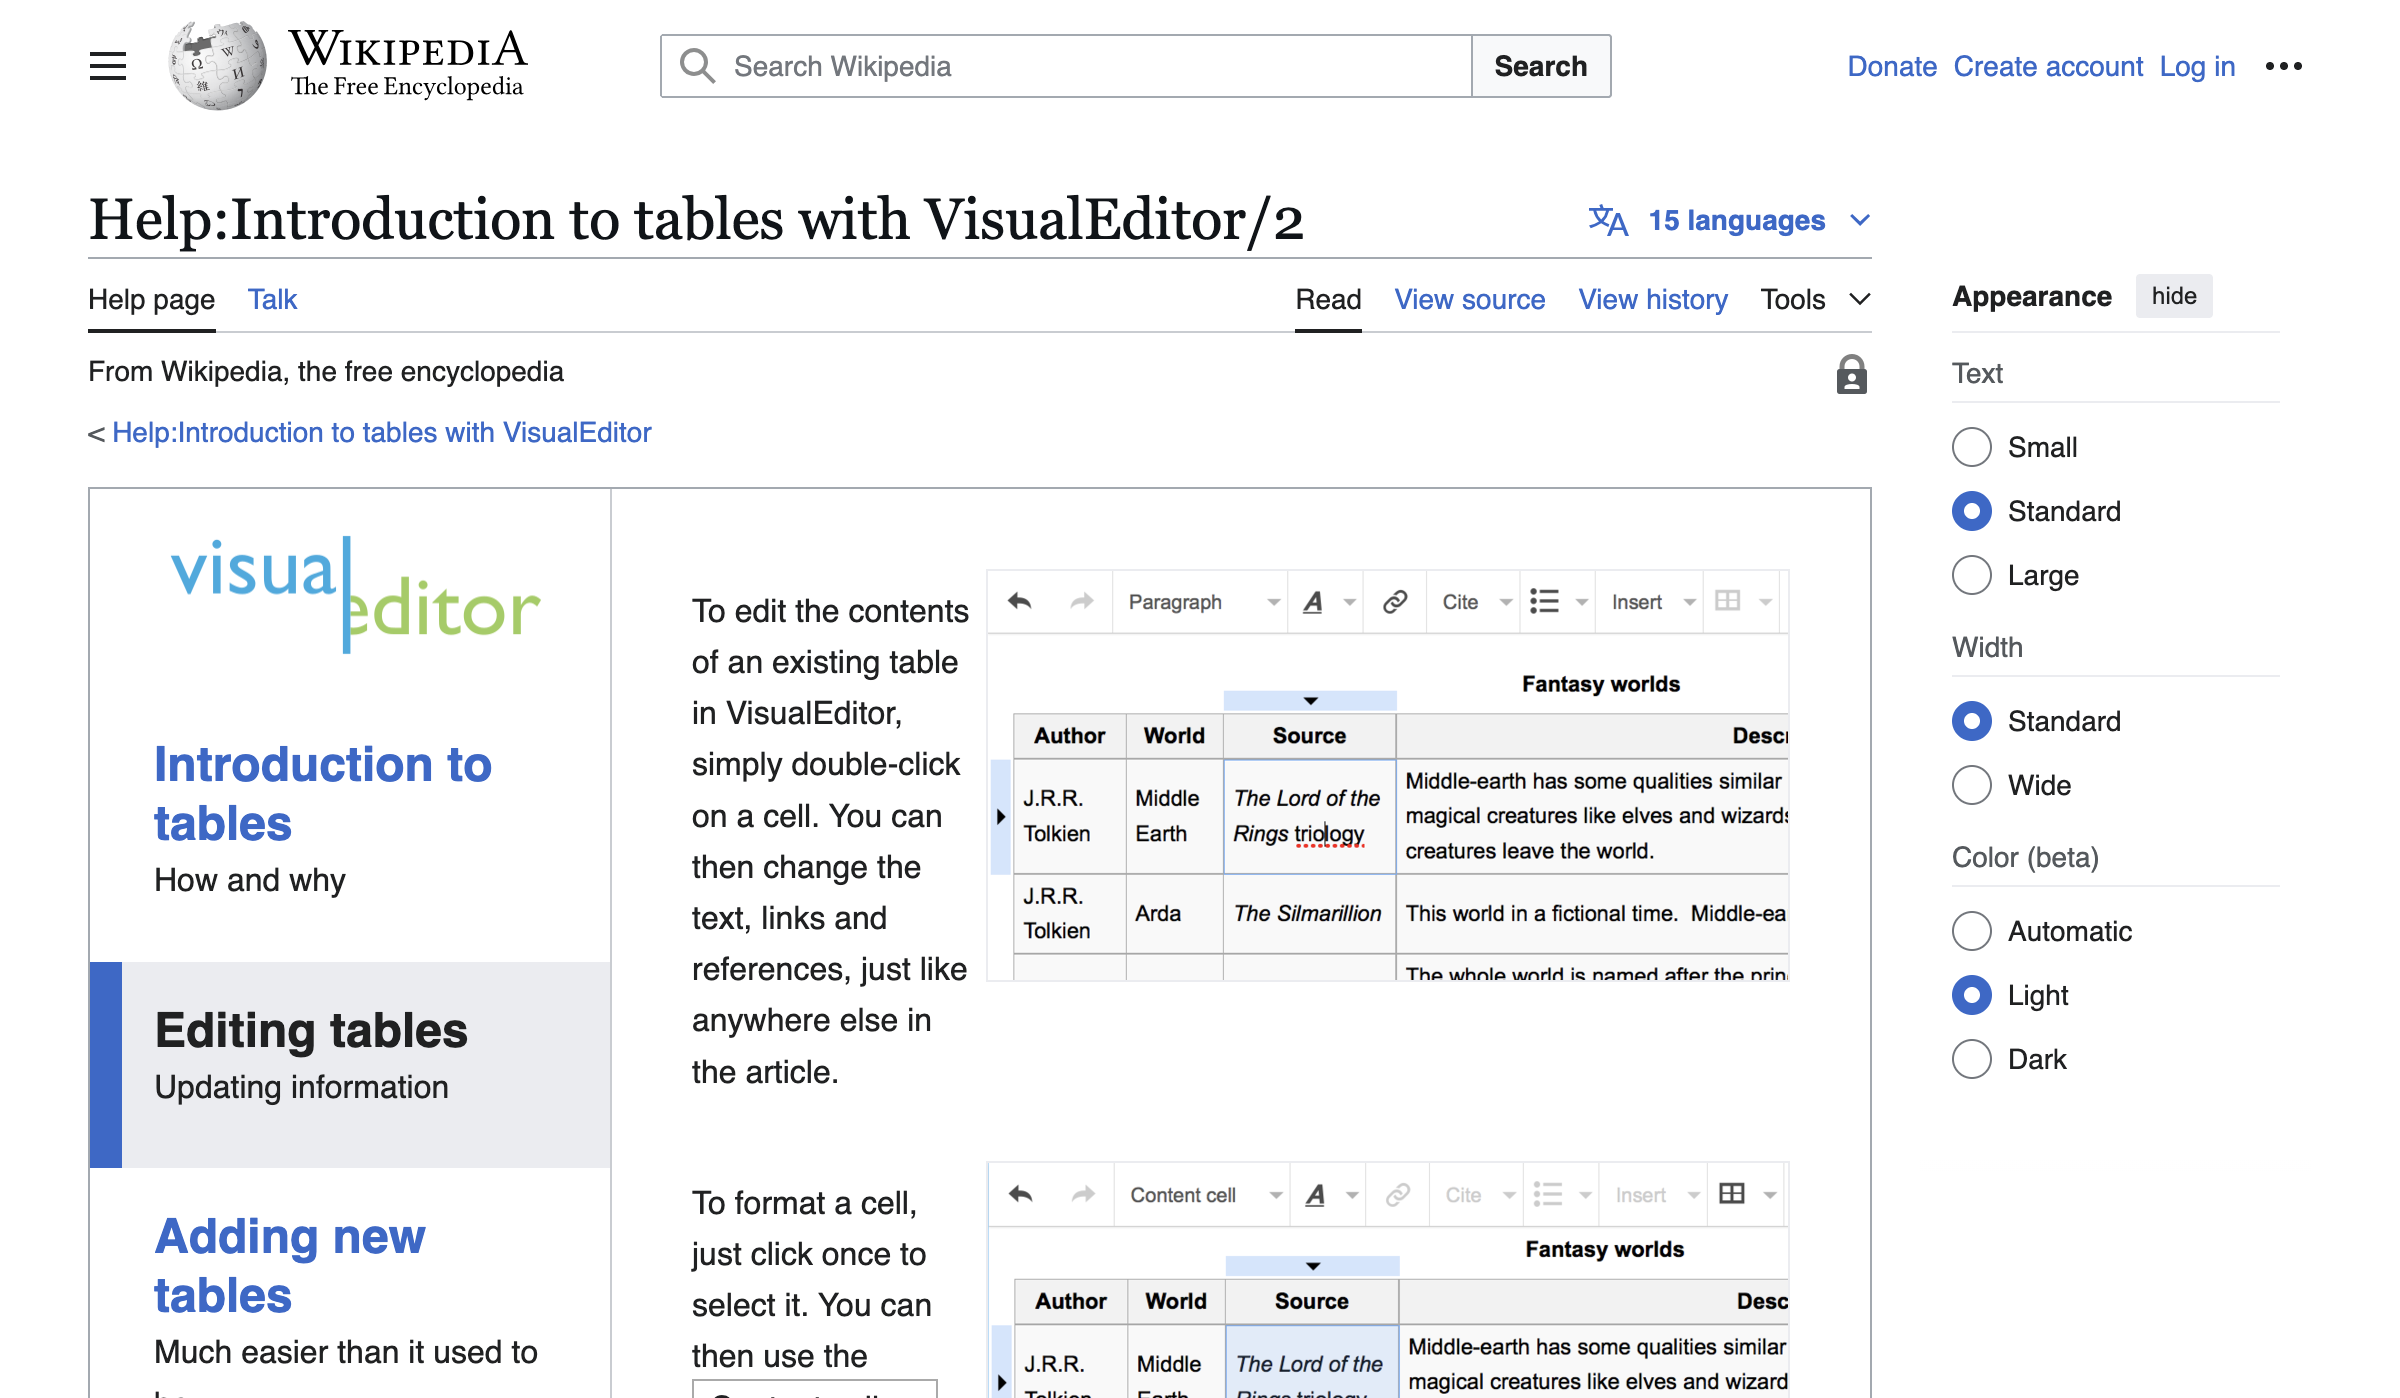 WIKIPEDIA
The Free Encyclopedia
Search Wikipedia
Search
Donate Create account Log in
Help:Introduction to tables with VisualEditor/2
15 languages
Help page Talk
Read View source View history Tools
From Wikipedia, the free encyclopedia
< Help:Introduction to tables with VisualEditor
visualeditor
Introduction to
tables
How and why
Editing tables
Updating information
Adding new
tables
Much easier than it used to
To edit the contents
of an existing table
in VisualEditor,
simply double-click
on a cell. You can
then change the
text, links and
references, just like
anywhere else in
the article.
Paragraph A Cite Insert
Fantasy worlds
Author World Source Descr
J.R.R.
Tolkien
Middle
Earth
The Lord of the
Rings triology
Middle-earth has some qualities similar
magical creatures like elves and wizards
creatures leave the world.
J.R.R.
Tolkien
Arda
The Silmarillion
This world in a fictional time. Middle-ea
The whole world is named after the prin
To format a cell,
just click once to
select it. You can
then use the
Content cell A Cite Insert
Fantasy worlds
Author World Source Desc
J.R.R.
Tolkien
Middle
Earth
The Lord of the
Rings triology
Middle-earth has some qualities similar
magical creatures like elves and wizard
Appearance hide
Text
Small
Standard
Large
Width
Standard
Wide
Color (beta)
Automatic
Light
Dark